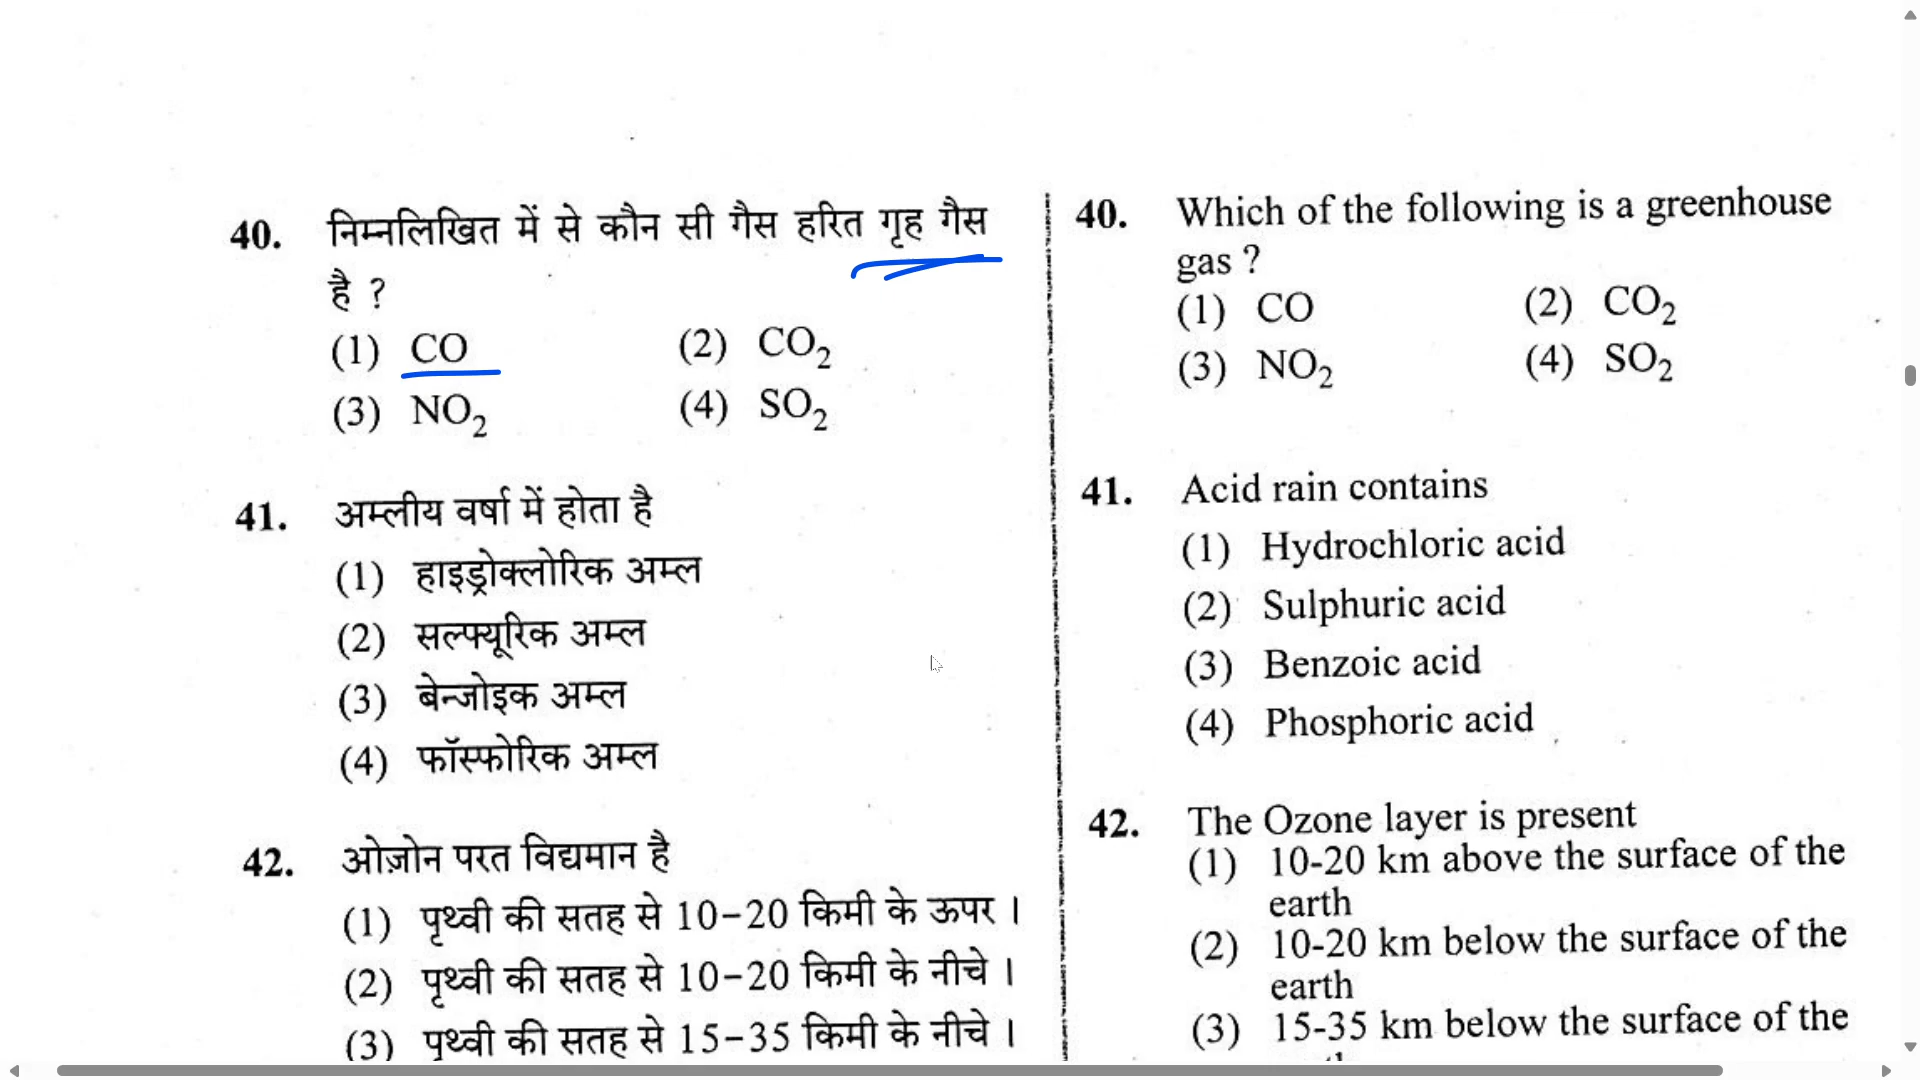 40. निम्नलिखित में से कौन सी गैस हरित गृह गैस
है ?
(1) CO (2) CO₂
(3) NO₂ (4) SO₂
41. अम्लीय वर्षा में होता है
(1) हाइड्रोक्लोरिक अम्ल
(2) सल्फ्यूरिक अम्ल
(3) बेन्जोइक अम्ल
(4) फॉस्फोरिक अम्ल
42. ओज़ोन परत विद्यमान है
(1) पृथ्वी की सतह से 10-20 किमी के ऊपर ।
(2) पृथ्वी की सतह से 10-20 किमी के नीचे ।
(3) पृथ्वी की सतह से 15-35 किमी के नीचे ।
40. Which of the following is a greenhouse
gas ?
(1) CO (2) CO₂
(3) NO₂ (4) SO₂
41. Acid rain contains
(1) Hydrochloric acid
(2) Sulphuric acid
(3) Benzoic acid
(4) Phosphoric acid
42. The Ozone layer is present
(1) 10-20 km above the surface of the
earth
(2) 10-20 km below the surface of the
earth
(3) 15-35 km below the surface of the